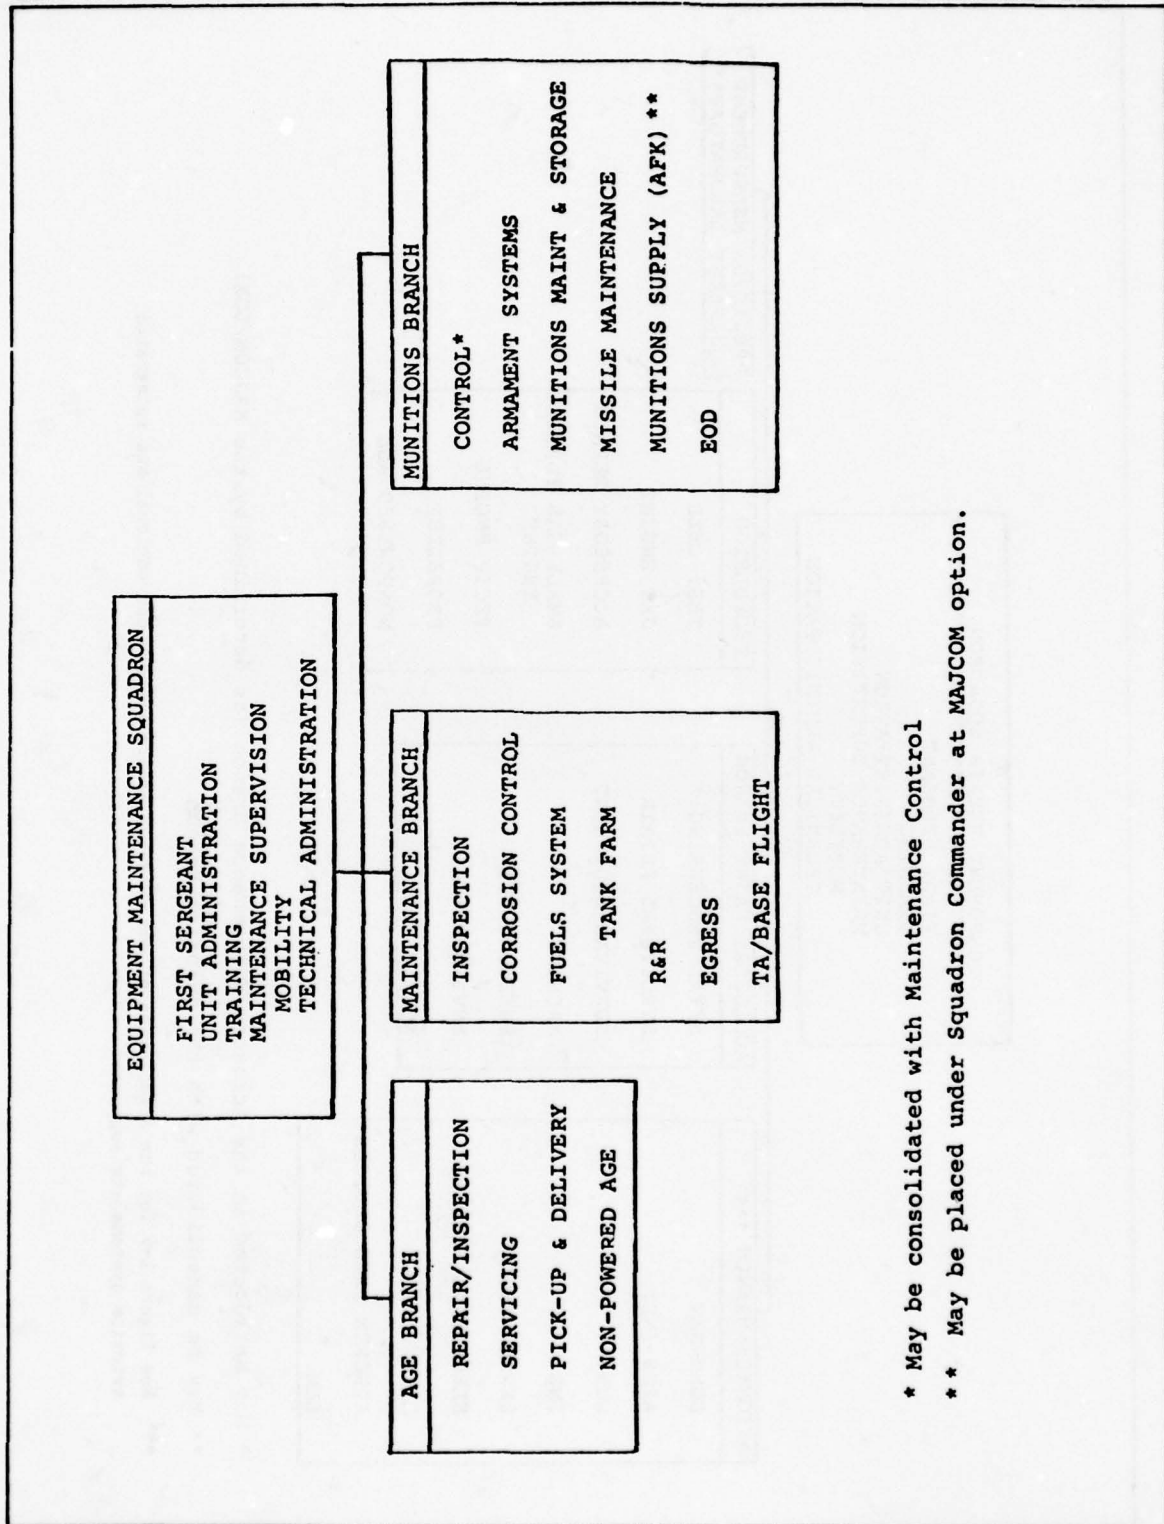 EQUIPMENT MAINTENANCE SQUADRON
FIRST SERGEANT
UNIT ADMINISTRATION
TRAINING
MAINTENANCE SUPERVISION
MOBILITY
TECHNICAL ADMINISTRATION
AGE BRANCH
REPAIR/INSPECTION
SERVICING
PICK-UP & DELIVERY
NON-POWERED AGE
MAINTENANCE BRANCH
INSPECTION
CORROSION CONTROL
FUELS SYSTEM
TANK FARM
R&R
EGRESS
TA/BASE FLIGHT
MUNITIONS BRANCH
CONTROL*
ARMAMENT SYSTEMS
MUNITIONS MAINT & STORAGE
MISSILE MAINTENANCE
MUNITIONS SUPPLY (AFK) **
EOD
* May be consolidated with Maintenance Control
** May be placed under Squadron Commander at MAJCOM option.